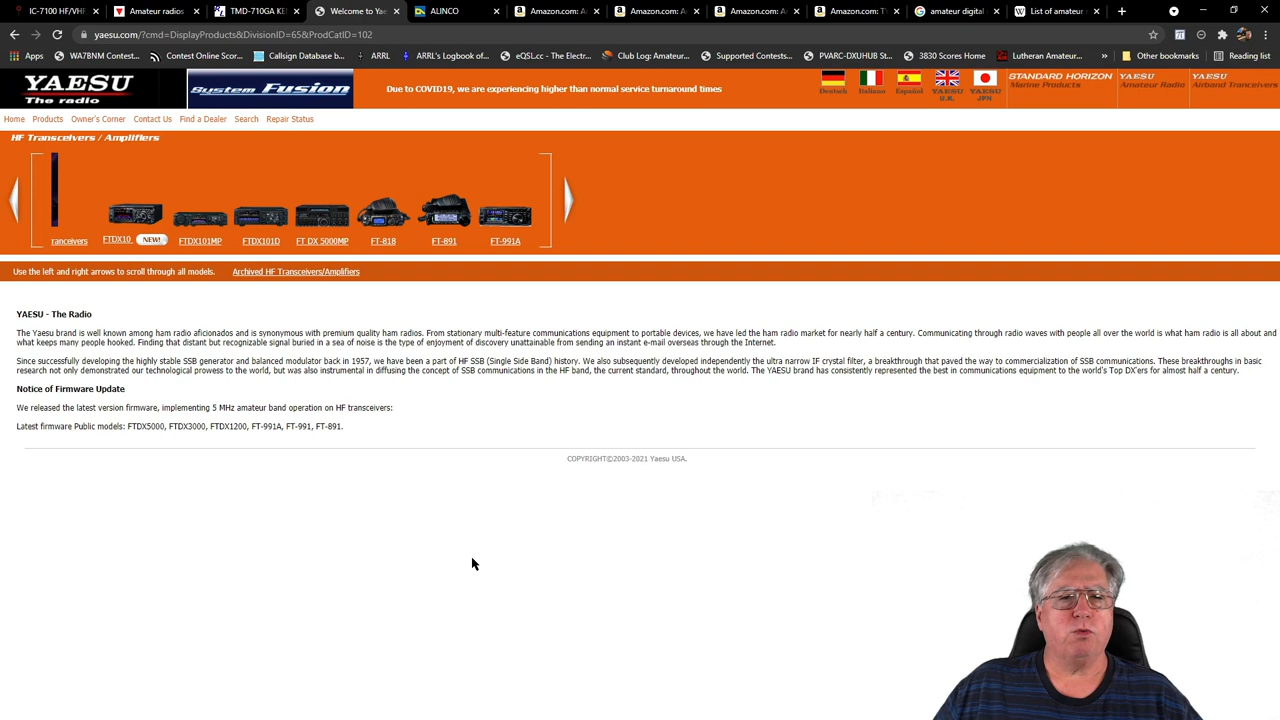 IC-7100 HF/VHF
Amateur radios
TMD-710GA KE
Welcome to Yae
ALINCO
Amazon.com: A
Amazon.com: A
Amazon.com: A
Amazon.com: T
amateur digital
List of amateur
yaesu.com/?cmd=DisplayProducts&DivisionID=65&ProdCatID=102
Apps
WA7BNM Contest...
Contest Online Scor...
Callsign Database b...
ARRL
ARRL's Logbook of...
eQSL.cc - The Electr...
Club Log: Amateur...
Supported Contests...
PVARC-DXUHUB St...
3830 Scores Home
Lutheran Amateur...
»
Other bookmarks
Reading list
YAESU
The radio
System Fusion
Due to COVID19, we are experiencing higher than normal service turnaround times
Deutsch
Italiano
Español
YAESU
U.K.
YAESU
JPN
STANDARD HORIZON
Marine Products
YAESU
Amateur Radio
YAESU
Airband Tranceivers
Home
Products
Owner's Corner
Contact Us
Find a Dealer
Search
Repair Status
HF Transceivers / Amplifiers
ranceivers
FTDX10
NEW!
FTDX101MP
FTDX101D
FT DX 5000MP
FT-818
FT-891
FT-991A
Use the left and right arrows to scroll through all models.
Archived HF Transceivers/Amplifiers
YAESU - The Radio
The Yaesu brand is well known among ham radio aficionados and is synonymous with premium quality ham radios. From stationary multi-feature communications equipment to portable devices, we have led the ham radio market for nearly half a century. Communicating through radio waves with people all over the world is what ham radio is all about and
what keeps many people hooked. Finding that distant but recognizable signal buried in a sea of noise is the type of enjoyment of discovery unattainable from sending an instant e-mail overseas through the Internet.
Since successfully developing the highly stable SSB generator and balanced modulator back in 1957, we have been a part of HF SSB (Single Side Band) history. We also subsequently developed independently the ultra narrow IF crystal filter, a breakthrough that paved the way to commercialization of SSB communications. These breakthroughs in basic
research not only demonstrated our technological prowess to the world, but was also instrumental in diffusing the concept of SSB communications in the HF band, the current standard, throughout the world. The YAESU brand has consistently represented the best in communications equipment to the world's Top DX'ers for almost half a century.
Notice of Firmware Update
We released the latest version firmware, implementing 5 MHz amateur band operation on HF transceivers:
Latest firmware Public models: FTDX5000, FTDX3000, FTDX1200, FT-991A, FT-991, FT-891.
COPYRIGHT©2003-2021 Yaesu USA.